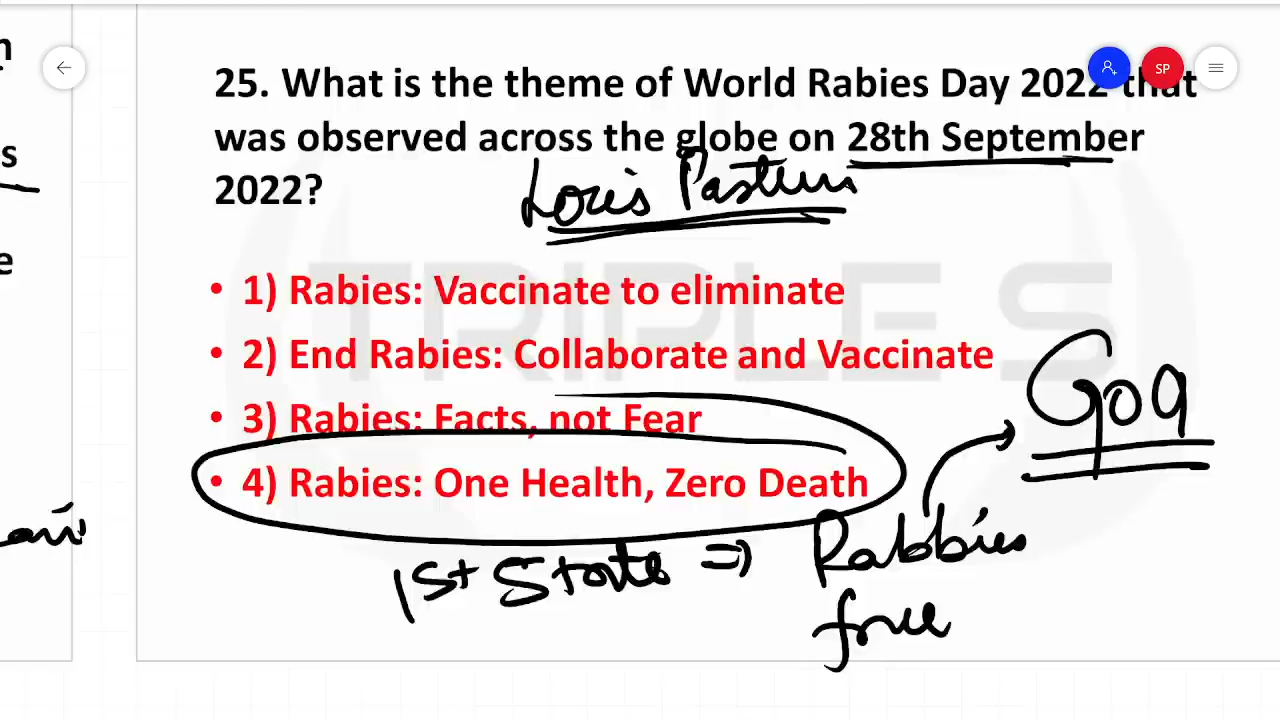 25. What is the theme of World Rabies Day 2022 that
was observed across the globe on 28th September
2022?
Louis Pasteur
• 1) Rabies: Vaccinate to eliminate
• 2) End Rabies: Collaborate and Vaccinate
• 3) Rabies: Facts, not Fear
• 4) Rabies: One Health, Zero Death
Goa
1st State ⇒ Rabbies
free
TRIPLE S
SP
n
s
e